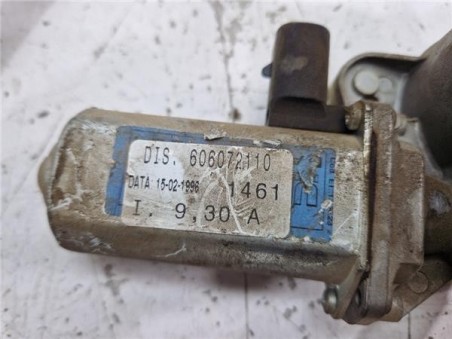 DIS. 606072110
DATA 15-02-1996 1461
I. 9,30 A